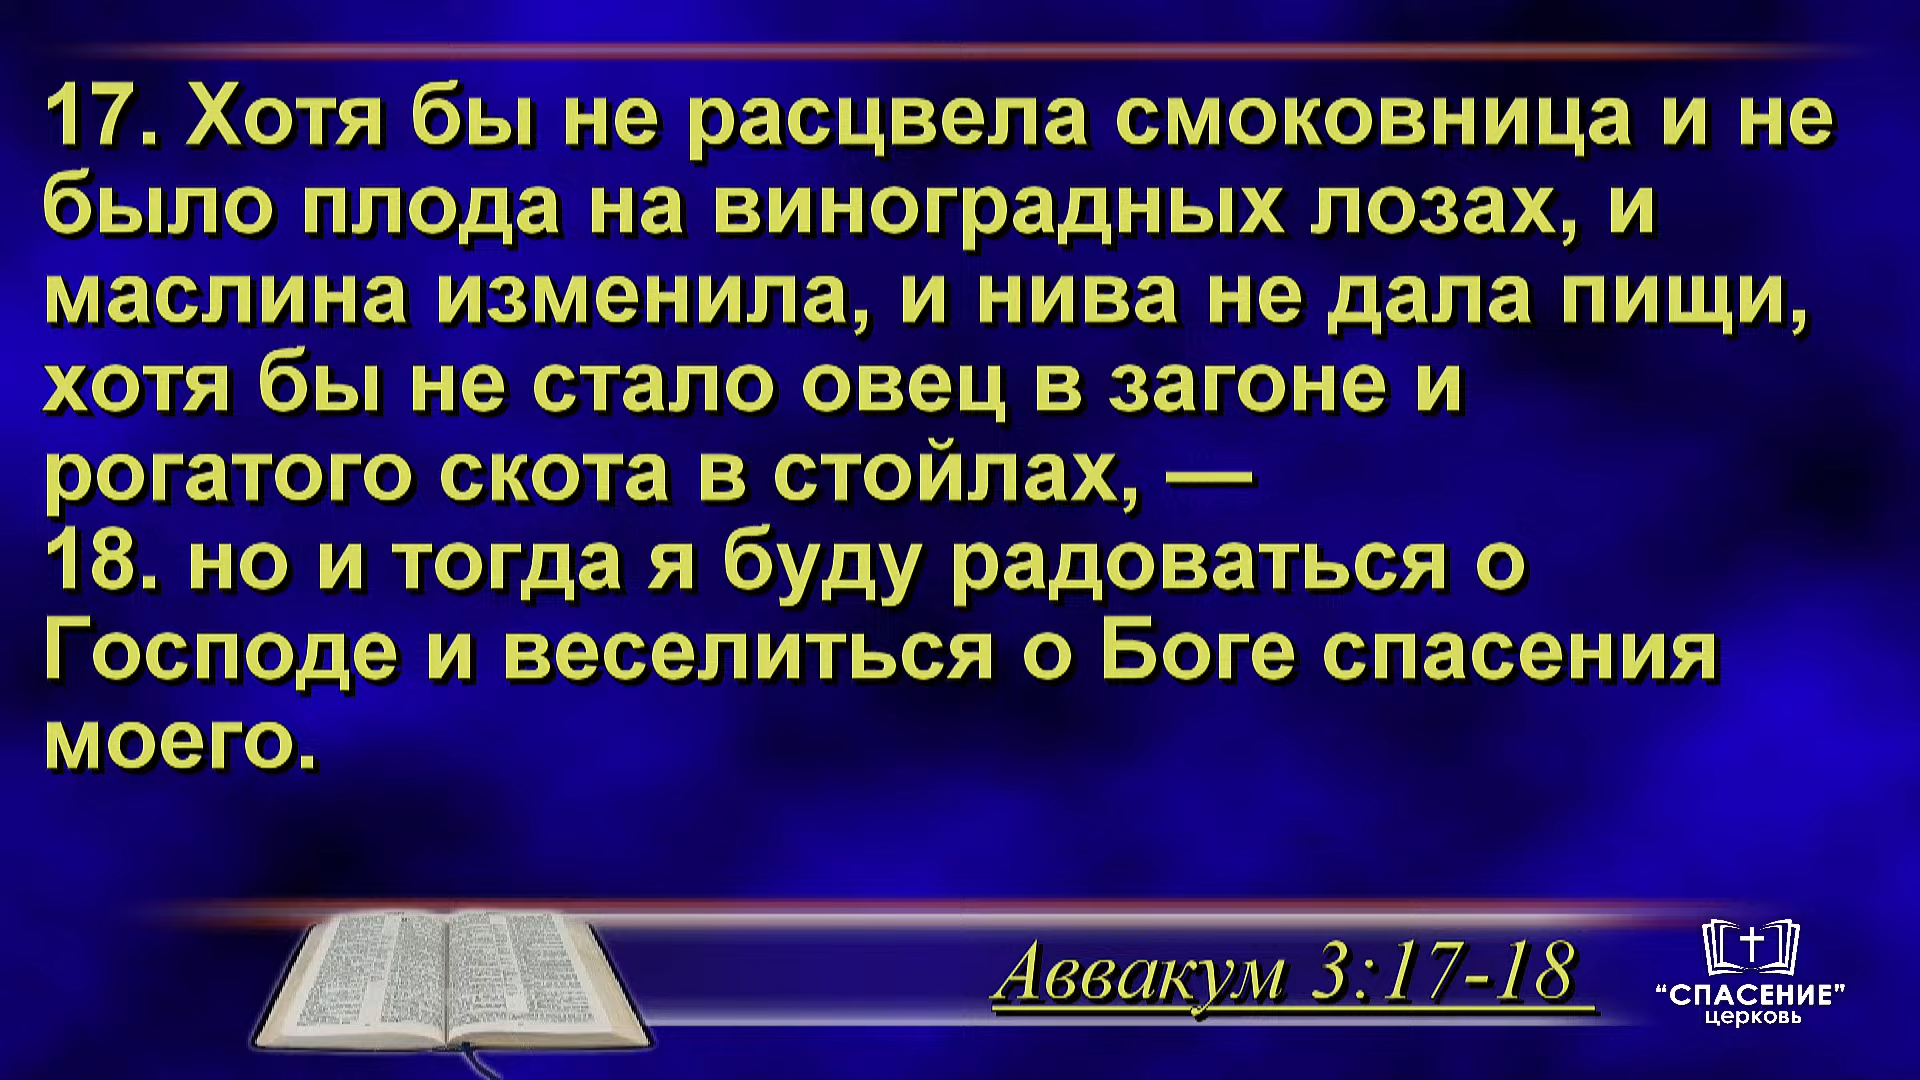 17. Хотя бы не расцвела смоковница и не
было плода на виноградных лозах, и
маслина изменила, и нива не дала пищи,
хотя бы не стало овец в загоне и
рогатого скота в стойлах, —
18. но и тогда я буду радоваться о
Господе и веселиться о Боге спасения
моего.
Аввакум 3:17-18
“СПАСЕНИЕ”
церковь